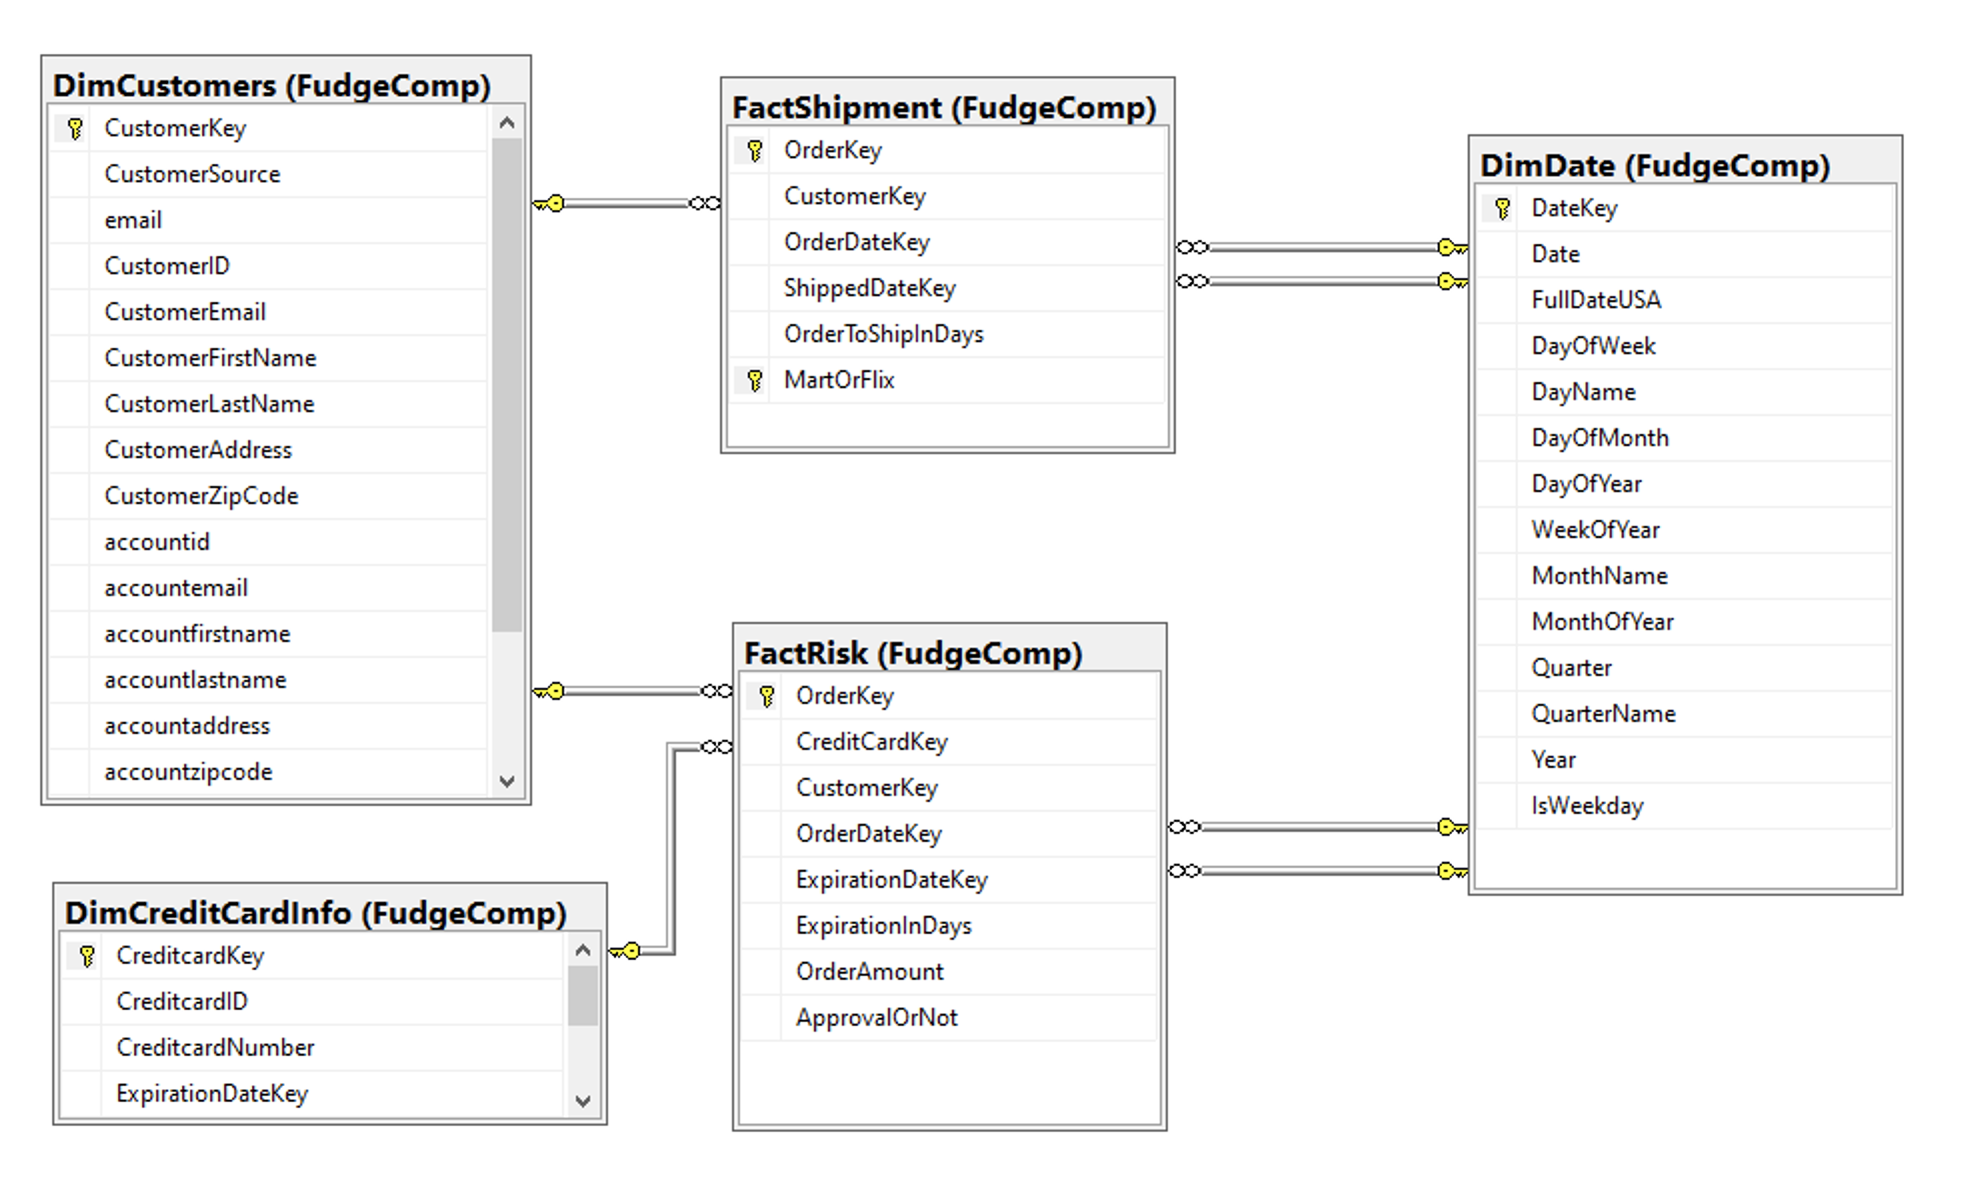 DimCustomers (FudgeComp)
CustomerKey
CustomerSource
email
CustomerID
CustomerEmail
CustomerFirstName
CustomerLastName
CustomerAddress
CustomerZipCode
accountid
accountemail
accountfirstname
accountlastname
accountaddress
accountzipcode
FactShipment (FudgeComp)
OrderKey
CustomerKey
OrderDateKey
ShippedDateKey
OrderToShipInDays
MartOrFlix
DimDate (FudgeComp)
DateKey
Date
FullDateUSA
DayOfWeek
DayName
DayOfMonth
DayOfYear
WeekOfYear
MonthName
MonthOfYear
Quarter
QuarterName
Year
IsWeekday
FactRisk (FudgeComp)
OrderKey
CreditCardKey
CustomerKey
OrderDateKey
ExpirationDateKey
ExpirationInDays
OrderAmount
ApprovalOrNot
DimCreditCardInfo (FudgeComp)
CreditcardKey
CreditcardID
CreditcardNumber
ExpirationDateKey